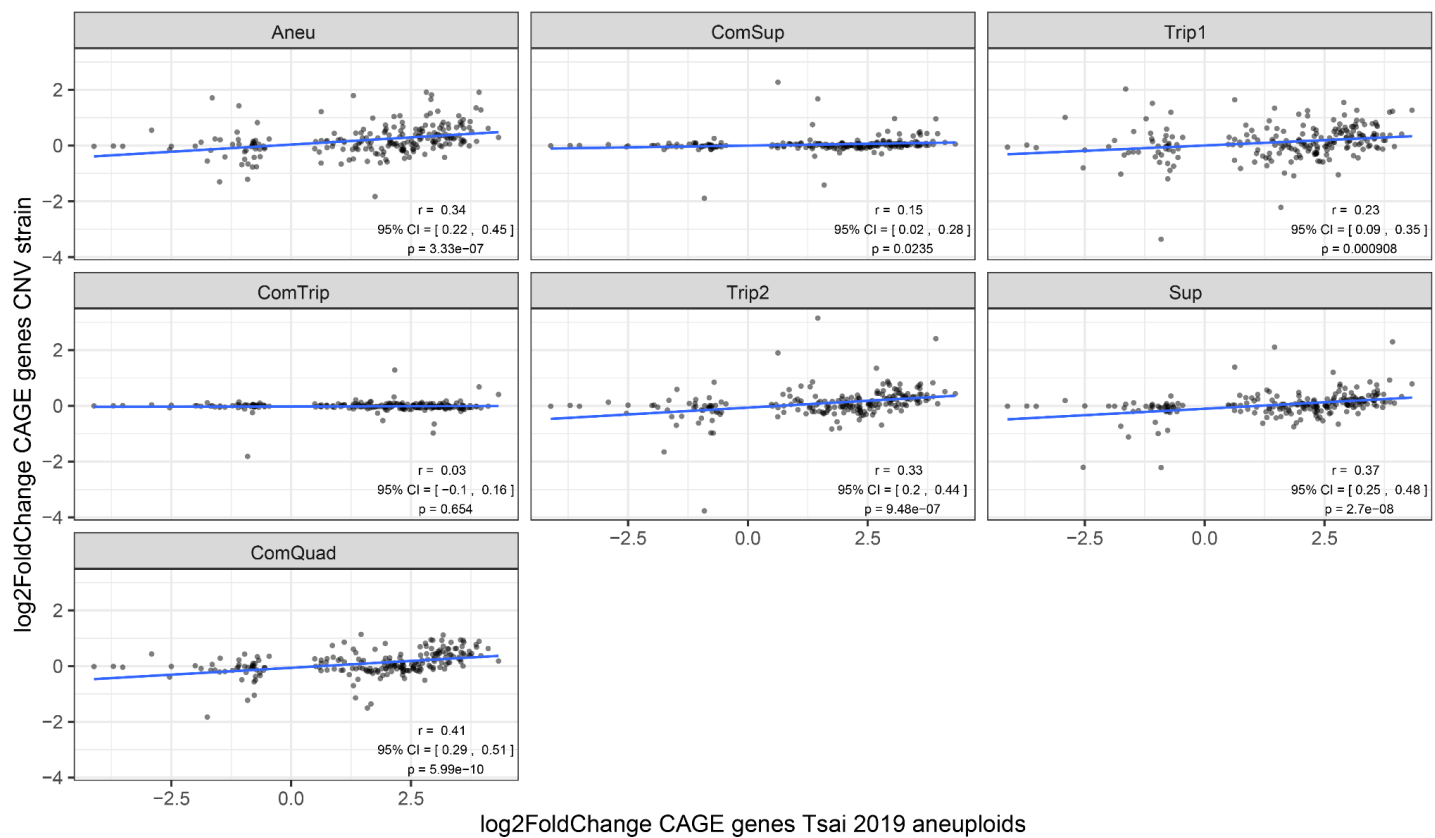 Aneu
ComSup
Trip1
2
0
−2
−4
r = 0.34
95% CI = [ 0.22 , 0.45 ]
p = 3.33e−07
r = 0.15
95% CI = [ 0.02 , 0.28 ]
p = 0.0235
r = 0.23
95% CI = [ 0.09 , 0.35 ]
p = 0.000908
ComTrip
Trip2
Sup
2
0
−2
−4
r = 0.03
95% CI = [ −0.1 , 0.16 ]
p = 0.654
r = 0.33
95% CI = [ 0.2 , 0.44 ]
p = 9.48e−07
r = 0.37
95% CI = [ 0.25 , 0.48 ]
p = 2.7e−08
−2.5 0.0 2.5
−2.5 0.0 2.5
ComQuad
2
0
−2
−4
r = 0.41
95% CI = [ 0.29 , 0.51 ]
p = 5.99e−10
−2.5 0.0 2.5
log2FoldChange CAGE genes CNV strain
log2FoldChange CAGE genes Tsai 2019 aneuploids